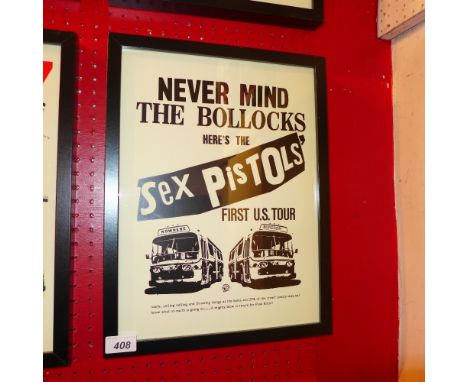 NEVER MIND
THE BOLLOCKS
HERE'S THE
SEX PISTOLS'
FIRST U.S. TOUR
NOWHERE
408